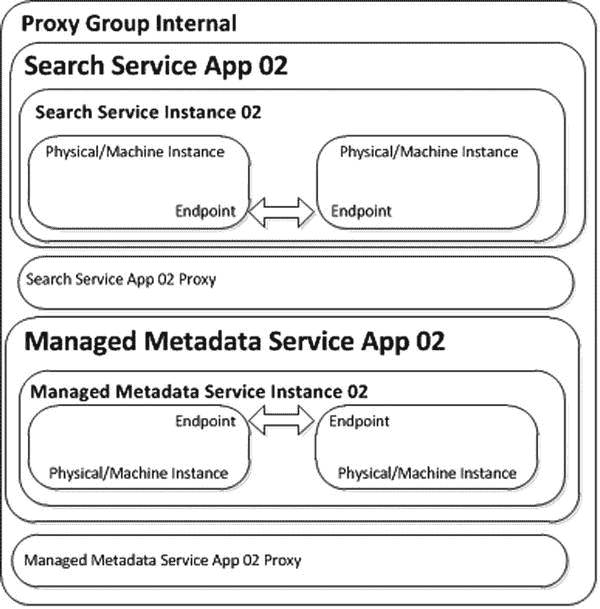 Proxy Group Internal
Search Service App 02
Search Service Instance 02
Physical/Machine Instance
Physical/Machine Instance
Endpoint
Endpoint
Search Service App 02 Proxy
Managed Metadata Service App 02
Managed Metadata Service Instance 02
Endpoint
Endpoint
Physical/Machine Instance
Physical/Machine Instance
Managed Metadata Service App 02 Proxy